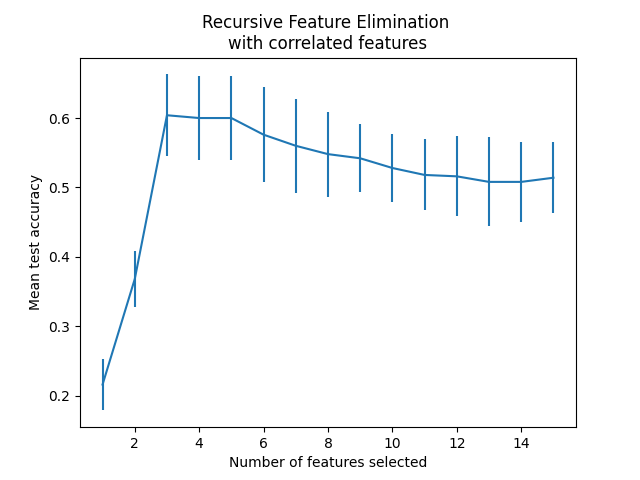 Recursive Feature Elimination
with correlated features
Mean test accuracy
0.6
0.5
0.4
0.3
0.2
2 4 6 8 10 12 14
Number of features selected